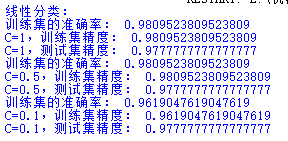 线性分类：
训练集的准确率: 0.9809523809523809
C=1，训练集精度: 0.9809523809523809
C=1，测试集精度: 0.9777777777777777
训练集的准确率: 0.9809523809523809
C=0.5，训练集精度: 0.9809523809523809
C=0.5，测试集精度: 0.9777777777777777
训练集的准确率: 0.9619047619047619
C=0.1，训练集精度: 0.9619047619047619
C=0.1，测试集精度: 0.9777777777777777